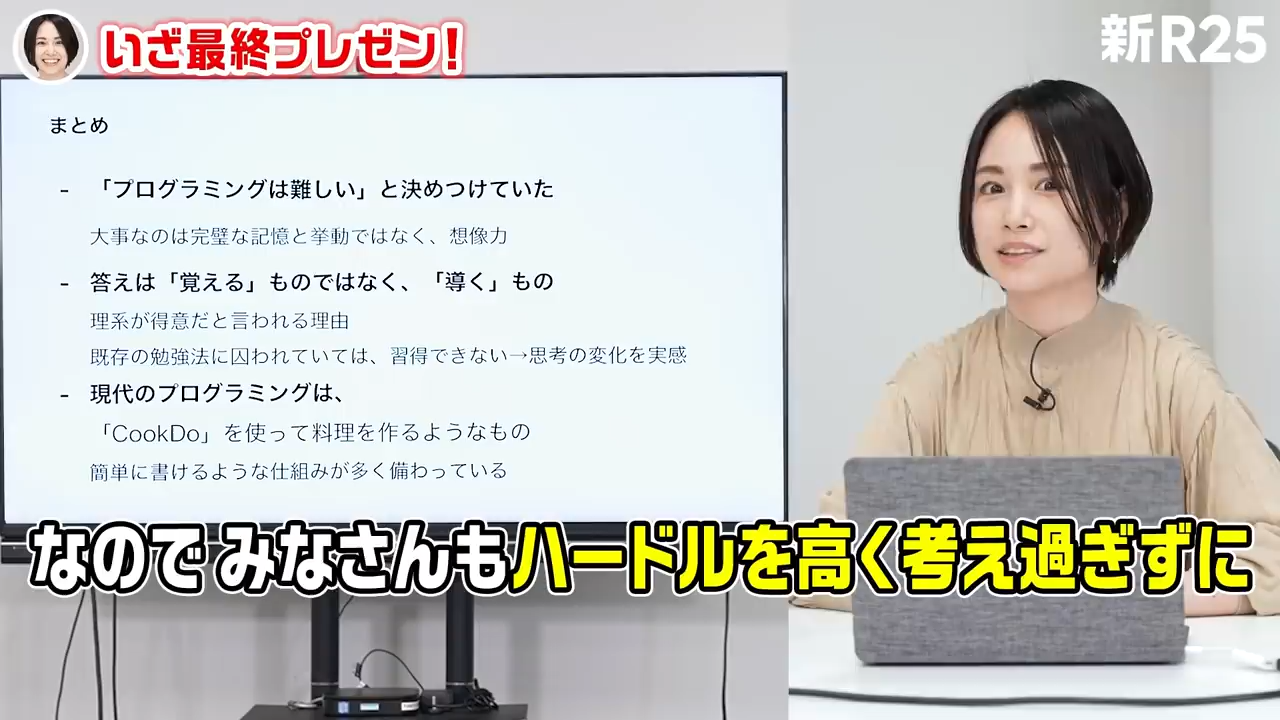 いざ最終プレゼン!
新R25
まとめ
- 「プログラミングは難しい」と決めつけていた
大事なのは完璧な記憶と挙動ではなく、想像力
- 答えは「覚える」ものではなく、「導く」もの
理系が得意だと言われる理由
既存の勉強法に囚われていては、習得できない→思考の変化を実感
- 現代のプログラミングは、
「CookDo」を使って料理を作るようなもの
簡単に書けるような仕組みが多く備わっている
なので みなさんもハードルを高く考え過ぎずに